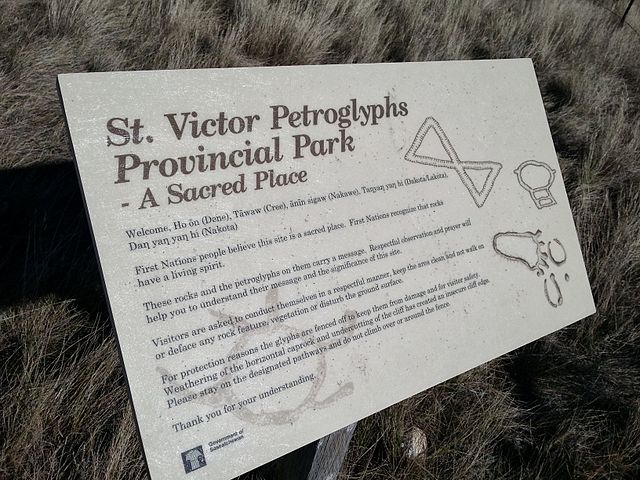 St. Victor Petroglyphs
Provincial Park
- A Sacred Place
Welcome, Ho ōn (Dene), Tāwaw (Cree), ānīn sigaw (Nakawe), Taŋyaŋ yaŋ hi (Dakota/Lakota),
Daŋ yaŋ yaŋ hi (Nakota)
First Nations people believe this site is a sacred place. First Nations recognize that rocks
have a living spirit.
These rocks and the petroglyphs on them carry a message. Respectful observation and prayer will
help you to understand their message and the significance of this site.
Visitors are asked to conduct themselves in a respectful manner, keep the area clean and not walk on
or deface any rock feature, vegetation or disturb the ground surface.
For protection reasons the glyphs are fenced off to keep them from damage and for visitor safety.
Weathering of the horizontal caprock and undercutting of the cliff has created an insecure cliff edge.
Please stay on the designated pathways and do not climb over or around the fence.
Thank you for your understanding.
Government of
Saskatchewan